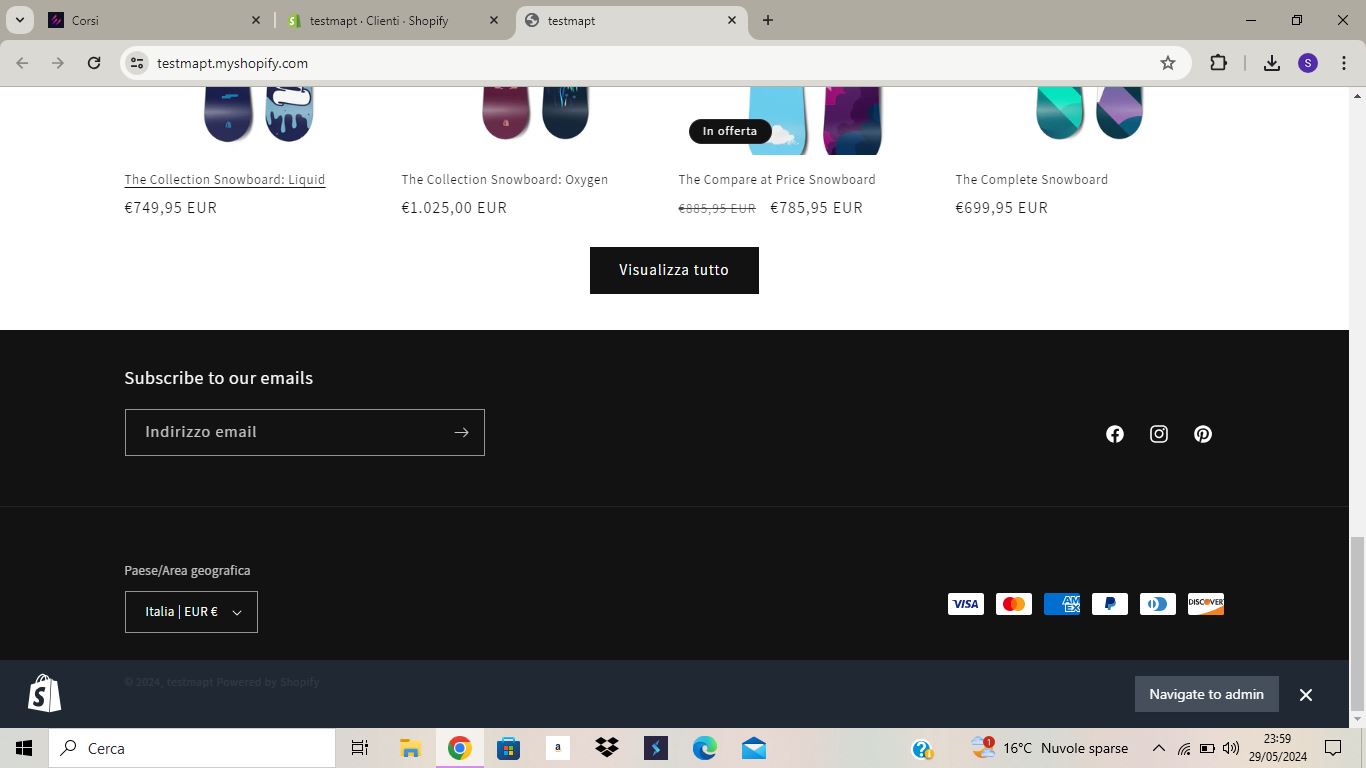 Corsi
testmapt · Clienti · Shopify
testmapt
testmapt.myshopify.com
S
In offerta
The Collection Snowboard: Liquid
The Collection Snowboard: Oxygen
The Compare at Price Snowboard
The Complete Snowboard
€749,95 EUR
€1.025,00 EUR
€885,95 EUR €785,95 EUR
€699,95 EUR
Visualizza tutto
Subscribe to our emails
Indirizzo email
Paese/Area geografica
Italia | EUR €
VISA
AM EX
DISCOVER
© 2024, testmapt Powered by Shopify
Navigate to admin
Cerca
a
1
16°C Nuvole sparse
23:59
29/05/2024